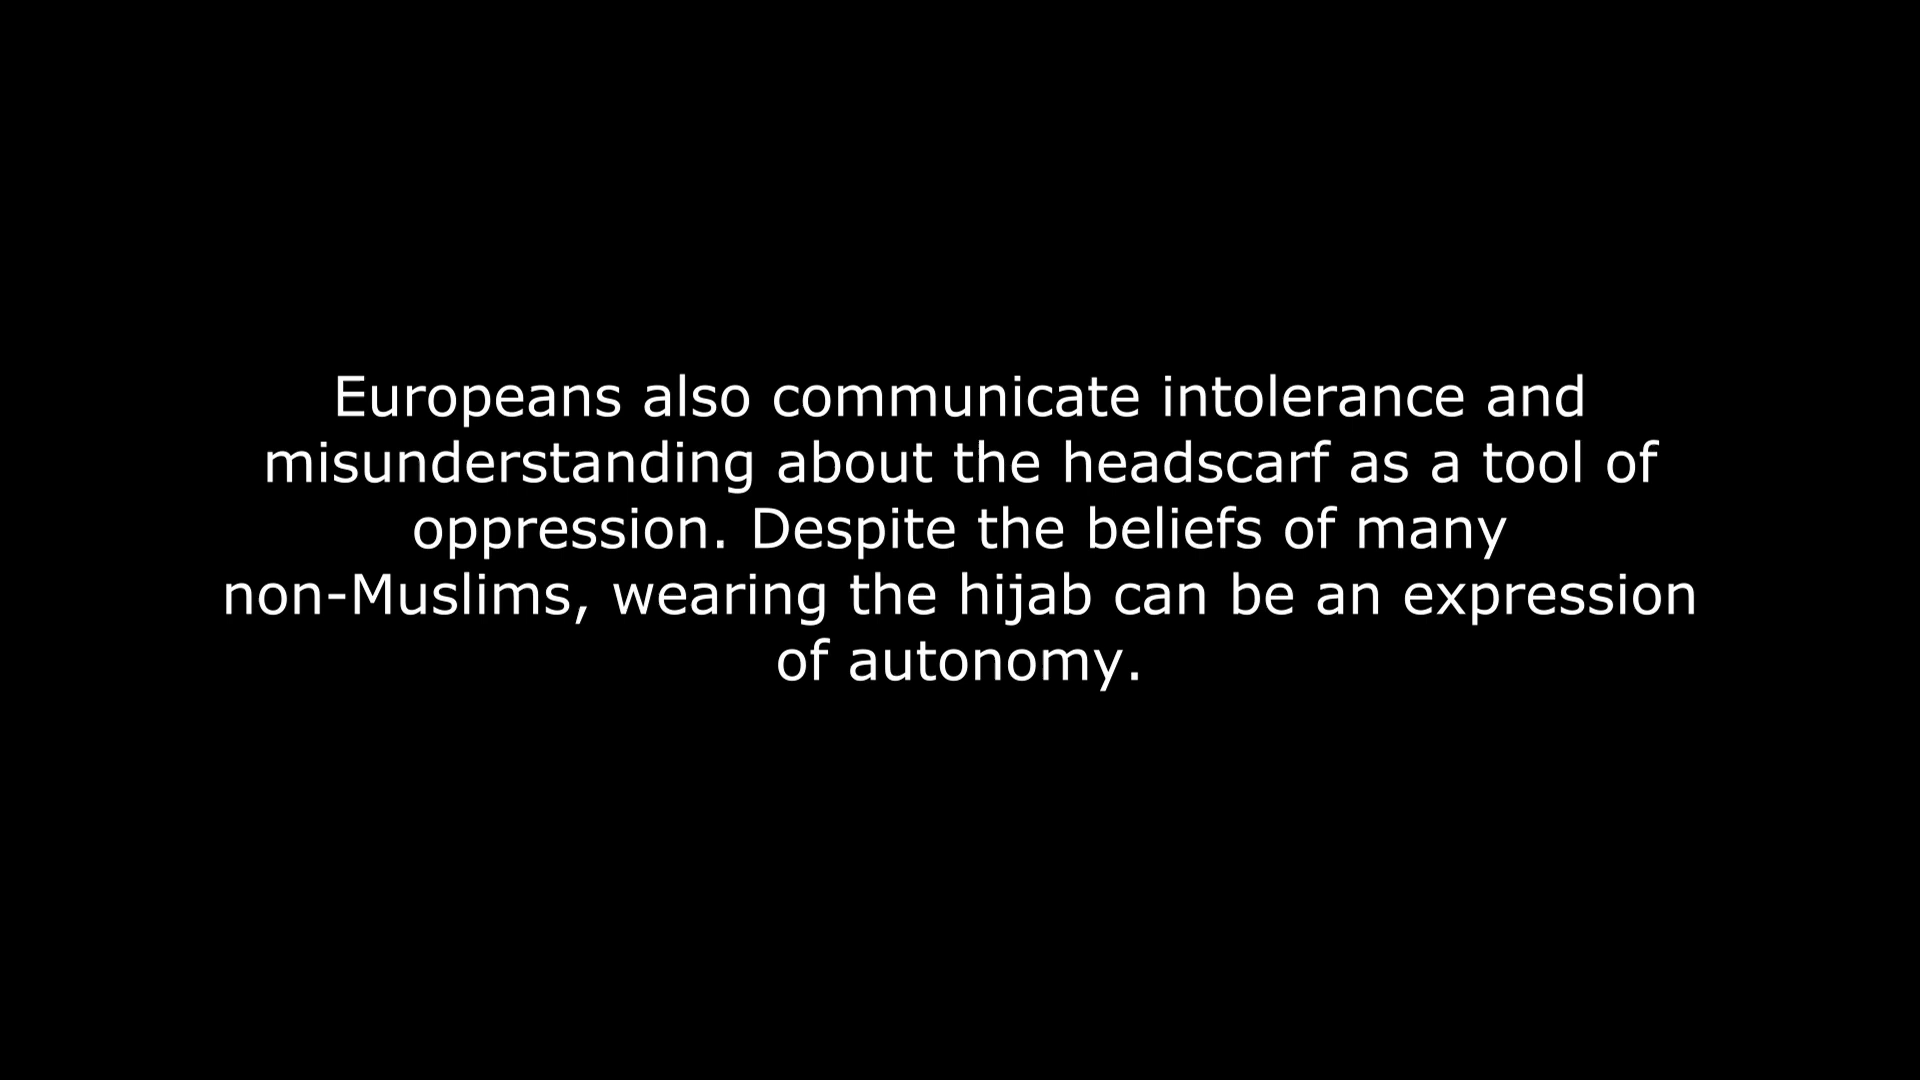 Europeans also communicate intolerance and
misunderstanding about the headscarf as a tool of
oppression. Despite the beliefs of many
non-Muslims, wearing the hijab can be an expression
of autonomy.